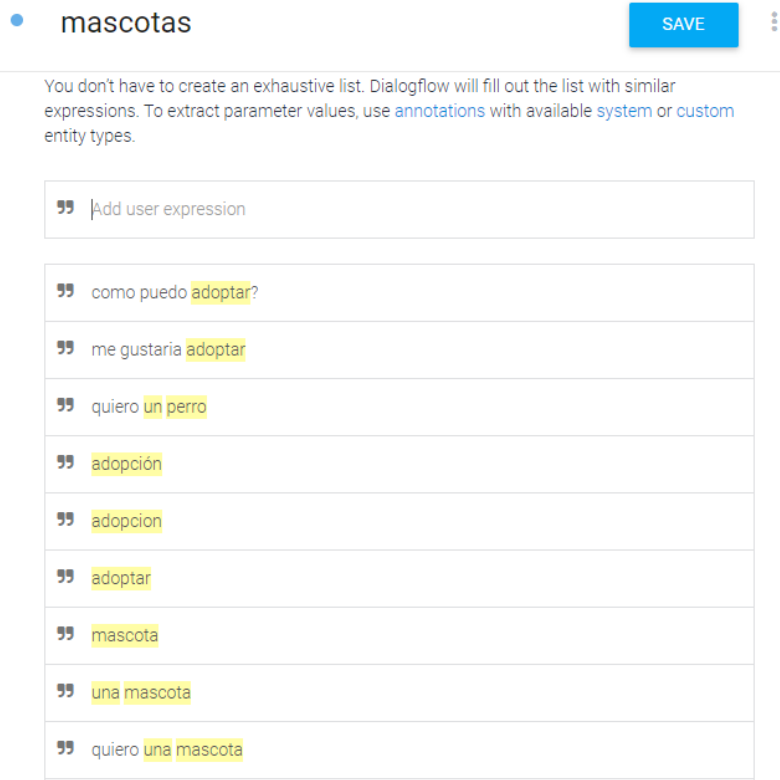 mascotas
SAVE
You don't have to create an exhaustive list. Dialogflow will fill out the list with similar
expressions. To extract parameter values, use annotations with available system or custom
entity types.
Add user expression
como puedo adoptar?
me gustaria adoptar
quiero un perro
adopción
adopcion
adoptar
mascota
una mascota
quiero una mascota